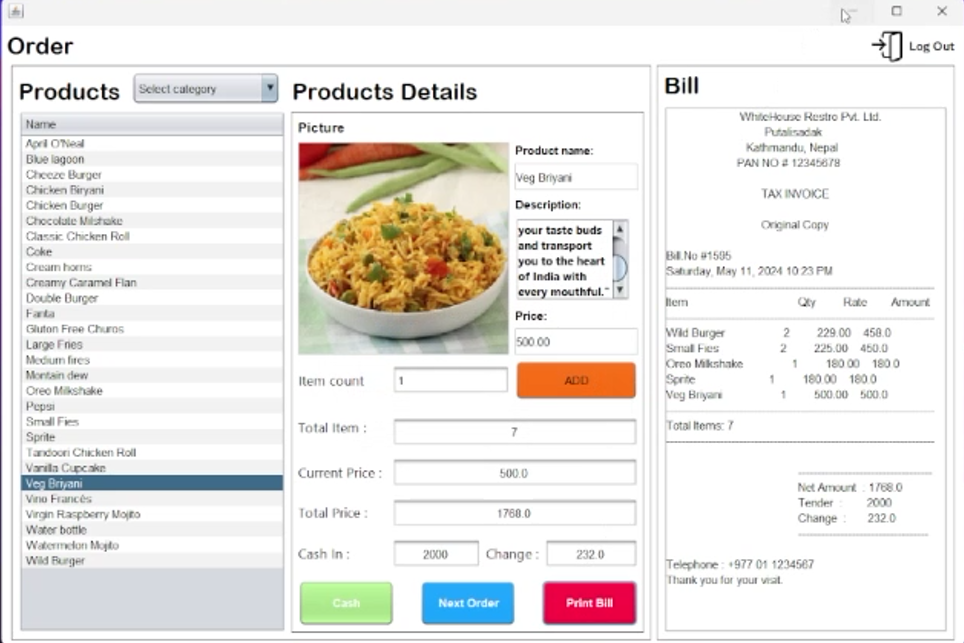 Order
Log Out
Products
Select category
Name
April O'Neal
Blue lagoon
Cheeze Burger
Chicken Biryani
Chicken Burger
Chocolate Milshake
Classic Chicken Roll
Coke
Cream horns
Creamy Caramel Flan
Double Burger
Fanta
Gluton Free Churos
Large Fries
Medium fires
Montain dew
Oreo Milkshake
Pepsi
Small Fies
Sprite
Tandoori Chicken Roll
Vanilla Cupcake
Veg Briyani
Vino Francés
Virgin Raspberry Mojito
Water bottle
Watermelon Mojito
Wild Burger
Products Details
Picture
Product name:
Veg Briyani
Description:
your taste buds
and transport
you to the heart
of India with
every mouthful."
Price:
500.00
Item count 1 ADD
Total Item : 7
Current Price : 500.0
Total Price : 1768.0
Cash In : 2000 Change : 232.0
Cash Next Order Print Bill
Bill
WhiteHouse Restro Pvt. Ltd.
Putalisadak
Kathmandu, Nepal
PAN NO # 12345678
TAX INVOICE
Original Copy
Bill.No #1595
Saturday, May 11, 2024 10:23 PM
Item Qty Rate Amount
Wild Burger 2 229.00 458.0
Small Fies 2 225.00 450.0
Oreo Milkshake 1 180.00 180.0
Sprite 1 180.00 180.0
Veg Briyani 1 500.00 500.0
Total Items: 7
Net Amount : 1768.0
Tender : 2000
Change : 232.0
Telephone : +977 01 1234567
Thank you for your visit.